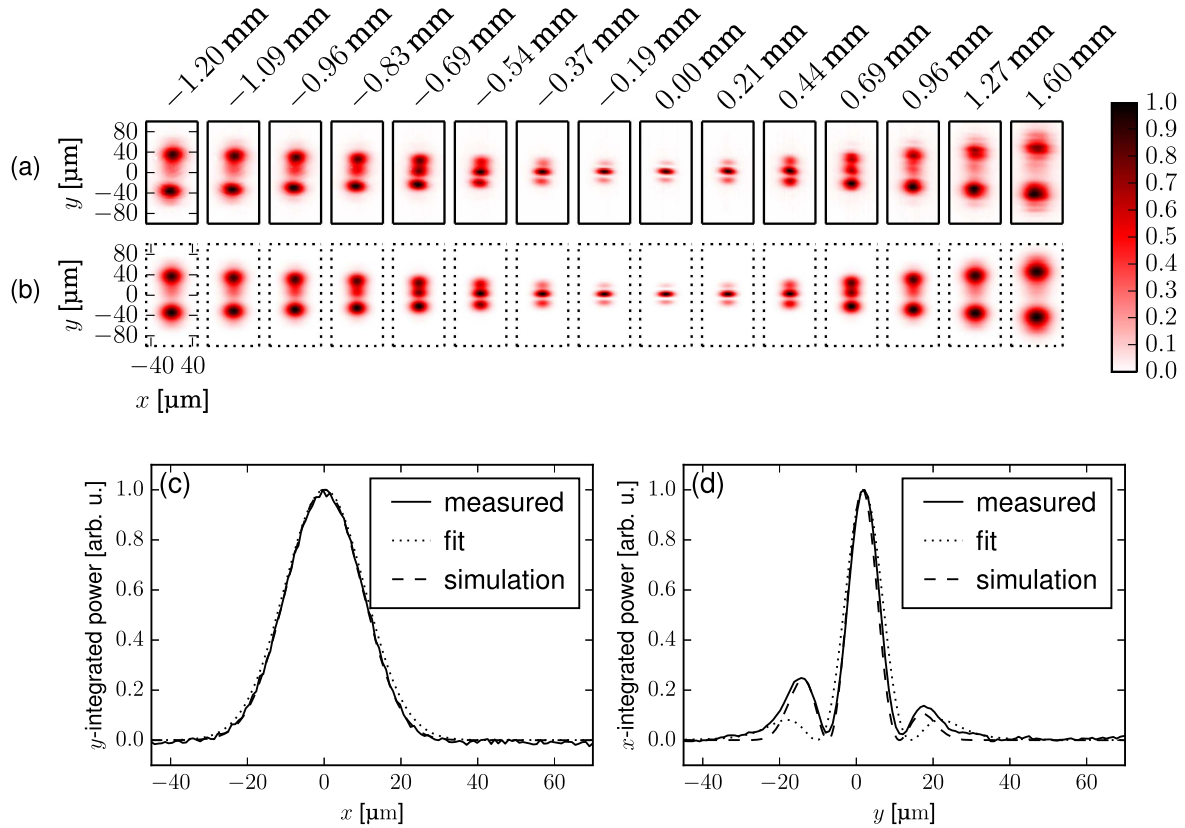 −1.20 mm −1.09 mm −0.96 mm −0.83 mm −0.69 mm −0.54 mm −0.37 mm −0.19 mm 0.00 mm 0.21 mm 0.44 mm 0.69 mm 0.96 mm 1.27 mm 1.60 mm
(a)
y [µm]
80
40
0
−40
−80
(b)
y [µm]
80
40
0
−40
−80
−40 40
x [µm]
1.0
0.9
0.8
0.7
0.6
0.5
0.4
0.3
0.2
0.1
0.0
(c)
y-integrated power [arb. u.]
1.0
0.8
0.6
0.4
0.2
0.0
measured
fit
simulation
−40 −20 0 20 40 60
x [µm]
(d)
x-integrated power [arb. u.]
1.0
0.8
0.6
0.4
0.2
0.0
measured
fit
simulation
−40 −20 0 20 40 60
y [µm]